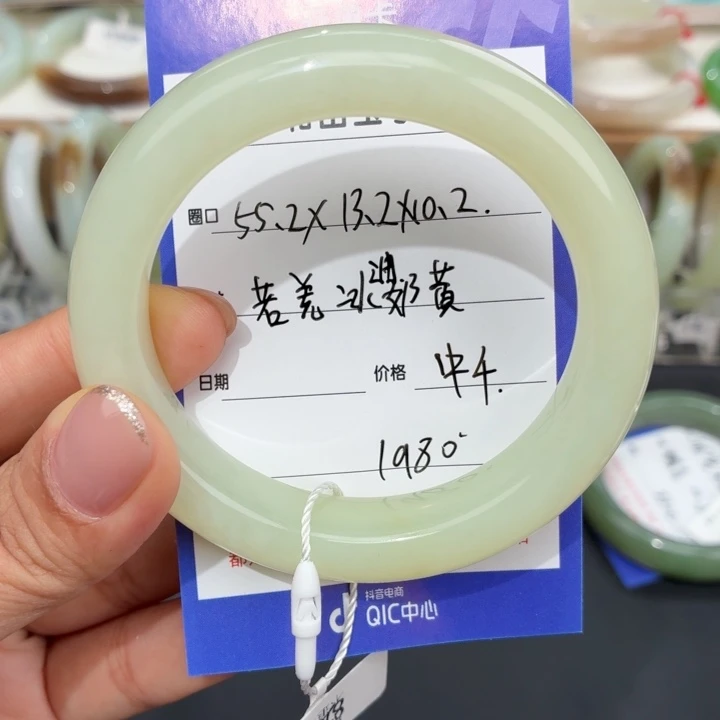 圈口 55.2X13.2X10.2.
若羌冰奶黄
日期 价格 中午.
1980
抖音电商
QIC中心